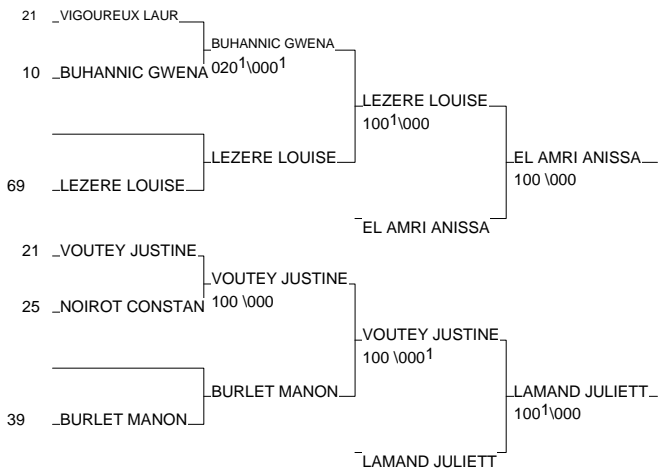 21 VIGOUREUX LAUR
BUHANNIC GWENA
10 BUHANNIC GWENA 020¹\000¹
LEZERE LOUISE
100¹\000
LEZERE LOUISE EL AMRI ANISSA
100 \000
69 LEZERE LOUISE
EL AMRI ANISSA
21 VOUTEY JUSTINE
VOUTEY JUSTINE
25 NOIROT CONSTAN 100 \000
VOUTEY JUSTINE
100 \000¹
BURLET MANON LAMAND JULIETT
100¹\000
39 BURLET MANON
LAMAND JULIETT